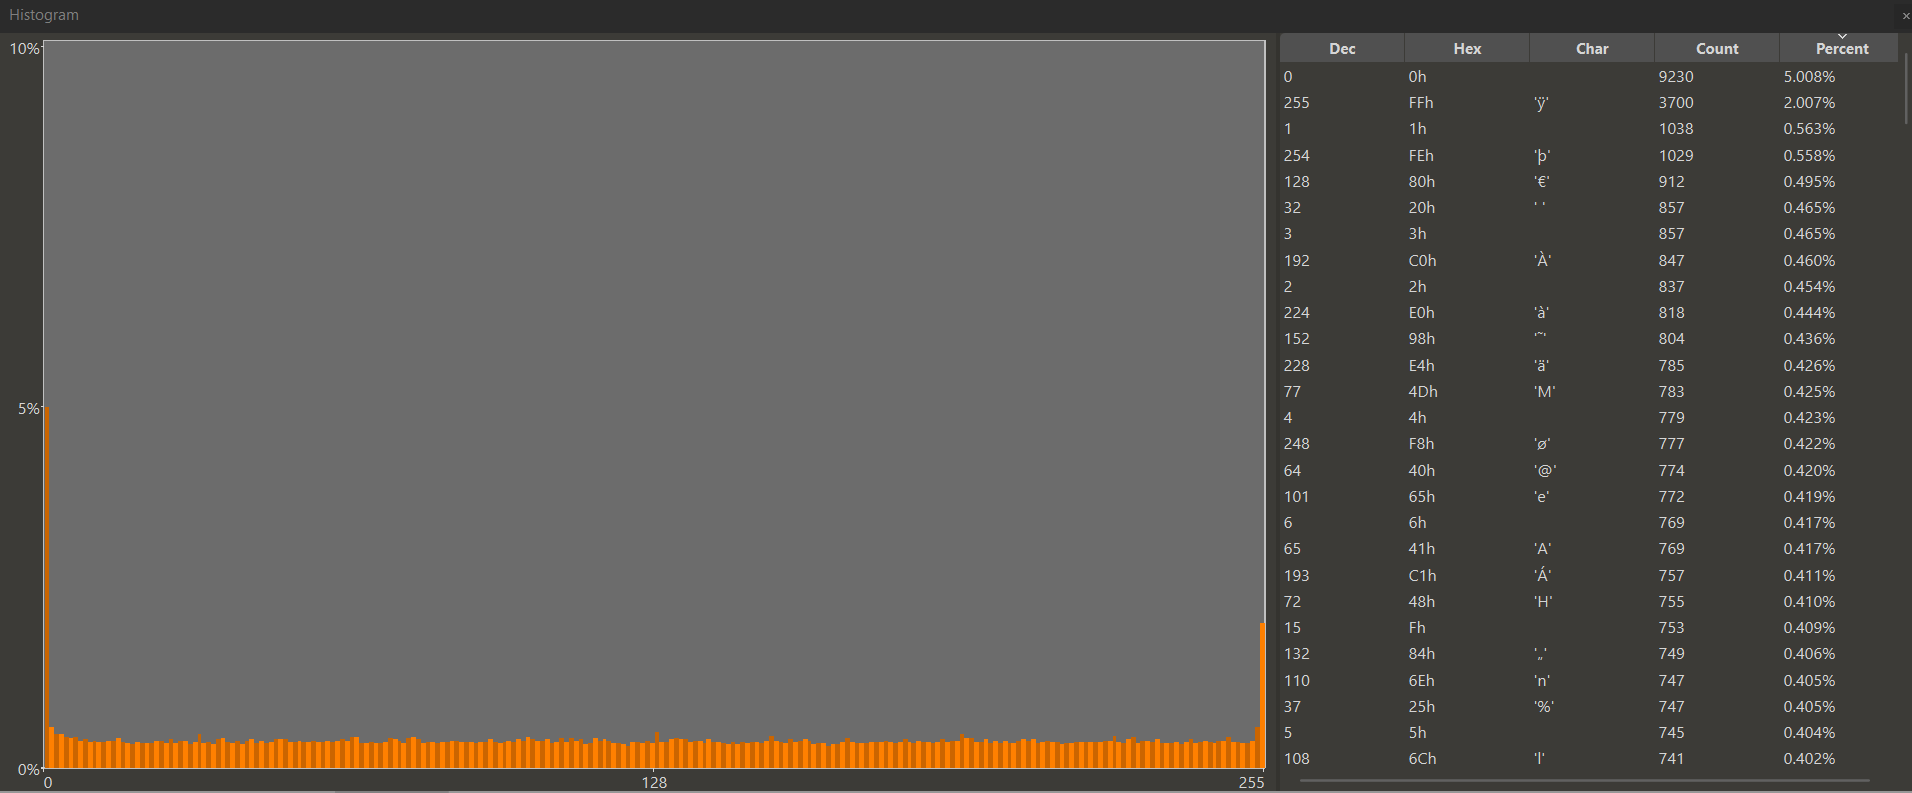 Histogram
×
10%
5%
0%
0 128 255
Dec Hex Char Count Percent
0 0h 9230 5.008%
255 FFh 'ÿ' 3700 2.007%
1 1h 1038 0.563%
254 FEh 'þ' 1029 0.558%
128 80h '€' 912 0.495%
32 20h ' ' 857 0.465%
3 3h 857 0.465%
192 C0h 'À' 847 0.460%
2 2h 837 0.454%
224 E0h 'à' 818 0.444%
152 98h '˜' 804 0.436%
228 E4h 'ä' 785 0.426%
77 4Dh 'M' 783 0.425%
4 4h 779 0.423%
248 F8h 'ø' 777 0.422%
64 40h '@' 774 0.420%
101 65h 'e' 772 0.419%
6 6h 769 0.417%
65 41h 'A' 769 0.417%
193 C1h 'Á' 757 0.411%
72 48h 'H' 755 0.410%
15 Fh 753 0.409%
132 84h '„' 749 0.406%
110 6Eh 'n' 747 0.405%
37 25h '%' 747 0.405%
5 5h 745 0.404%
108 6Ch 'l' 741 0.402%